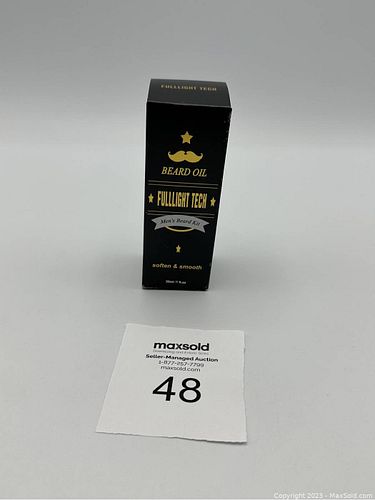 FULLLIGHT TECH
BEARD OIL
FULLLIGHT TECH
Men's Beard Kit
soften & smooth
maxsold
Seller-Managed Auction
1-877-257-7799
maxsold.com
48
Copyright 2023 - MaxSold.com